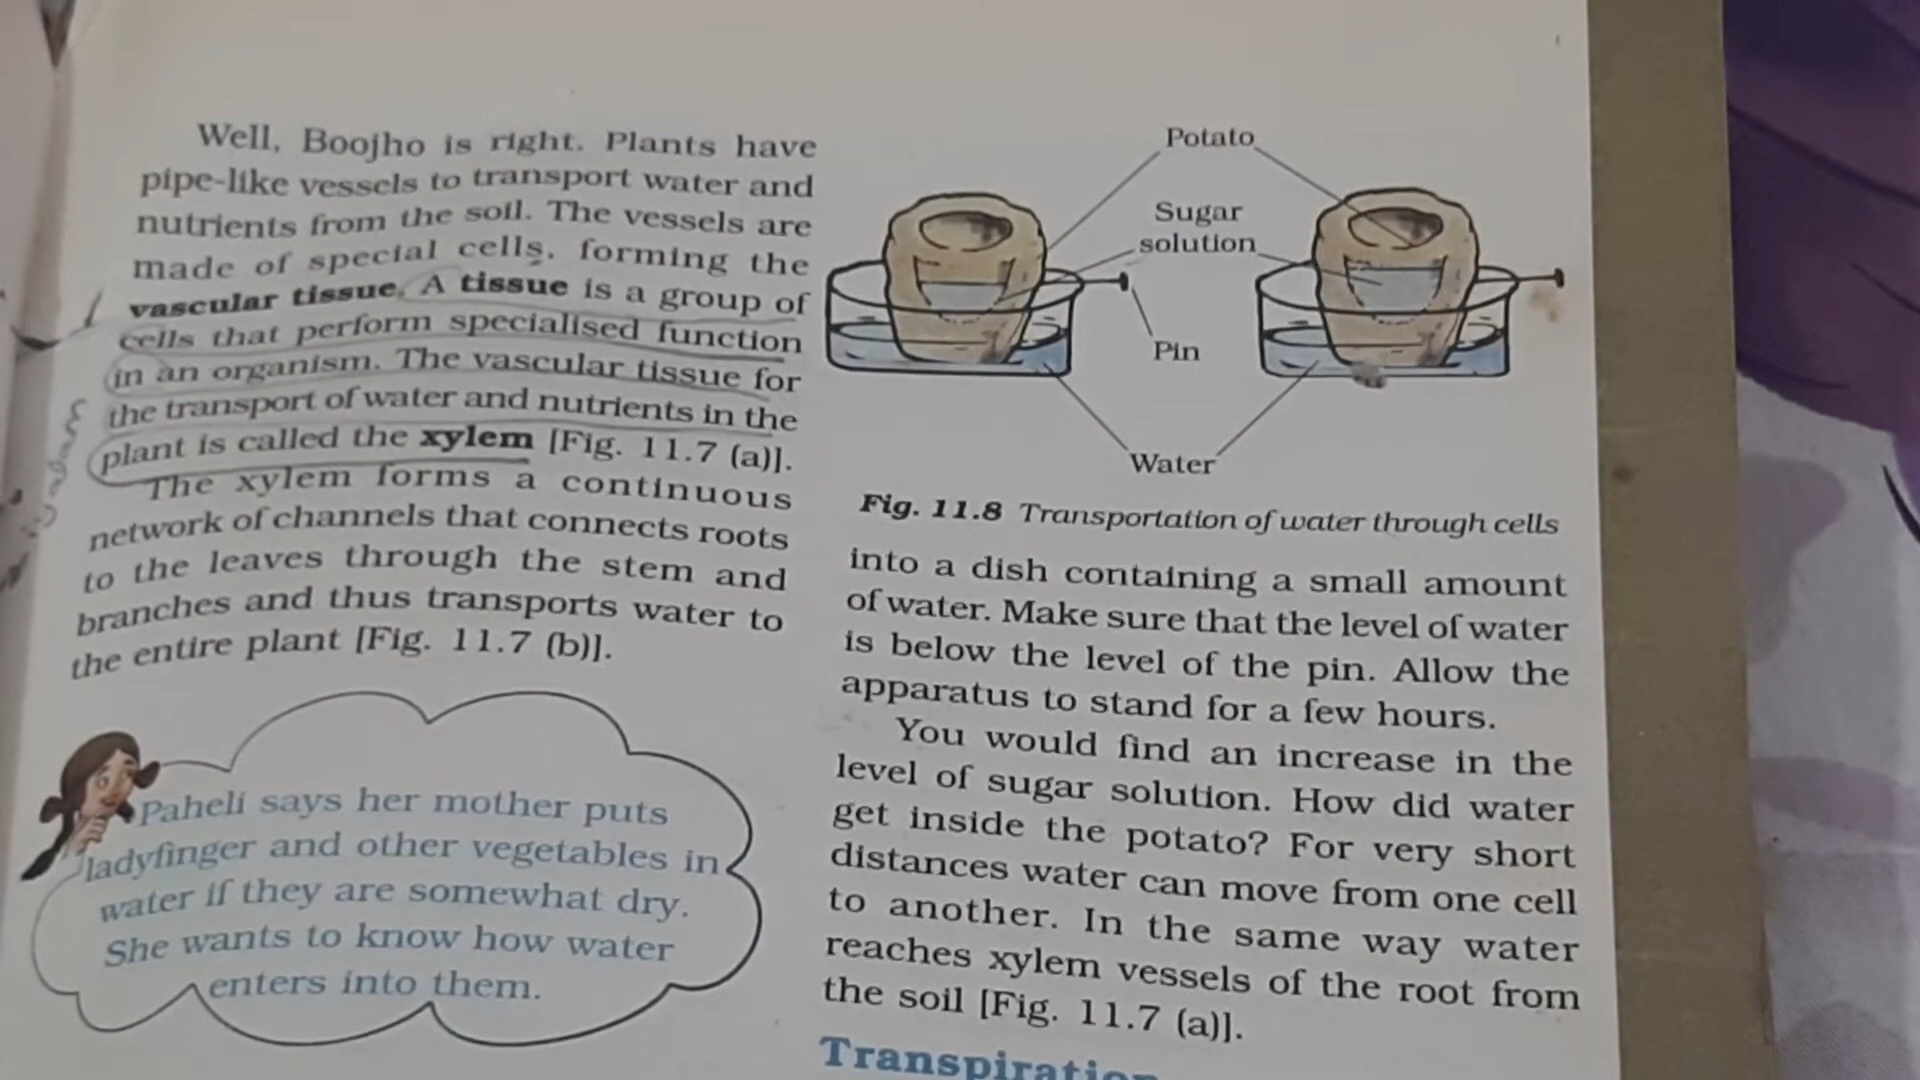 Well, Boojho is right. Plants have
pipe-like vessels to transport water and
nutrients from the soil. The vessels are
made of special cells, forming the
vascular tissue. A tissue is a group of
cells that perform specialised function
in an organism. The vascular tissue for
the transport of water and nutrients in the
plant is called the xylem [Fig. 11.7 (a)].
The xylem forms a continuous
network of channels that connects roots
to the leaves through the stem and
branches and thus transports water to
the entire plant [Fig. 11.7 (b)].
Paheli says her mother puts
ladyfinger and other vegetables in
water if they are somewhat dry.
She wants to know how water
enters into them.
Potato
Sugar
solution
Pin
Water
Fig. 11.8 Transportation of water through cells
into a dish containing a small amount
of water. Make sure that the level of water
is below the level of the pin. Allow the
apparatus to stand for a few hours.
You would find an increase in the
level of sugar solution. How did water
get inside the potato? For very short
distances water can move from one cell
to another. In the same way water
reaches xylem vessels of the root from
the soil [Fig. 11.7 (a)].
Transpiration